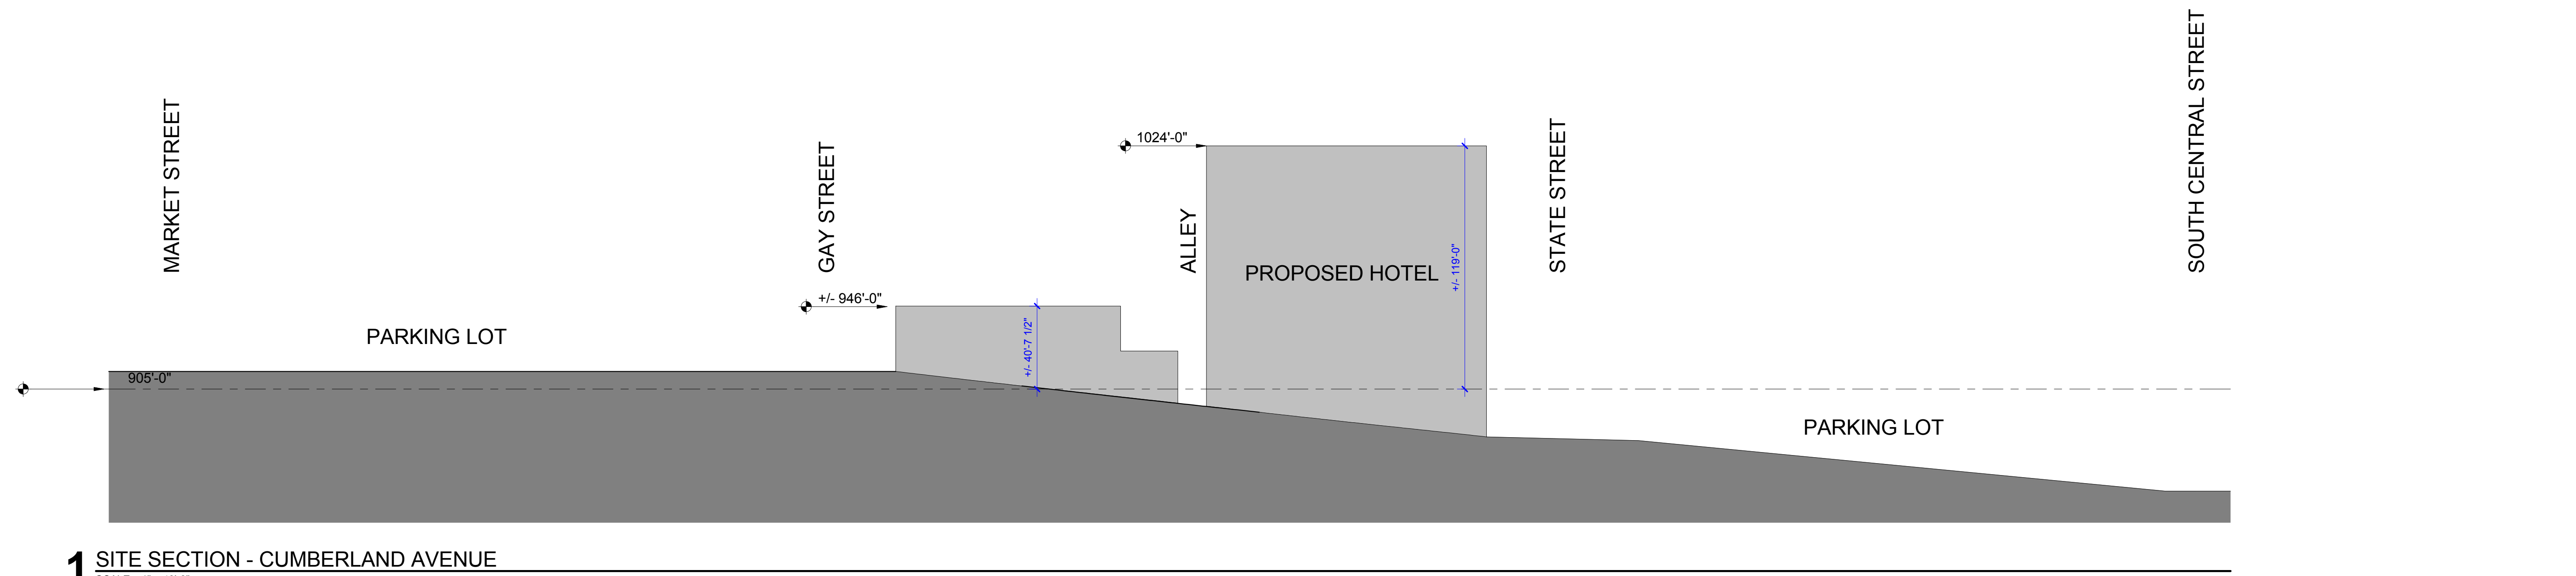 MARKET STREET
GAY STREET
1024'-0"
ALLEY
PROPOSED HOTEL
+/- 119'-0"
STATE STREET
SOUTH CENTRAL STREET
+/- 946'-0"
+/- 40'-7 1/2"
PARKING LOT
905'-0"
PARKING LOT
1 SITE SECTION - CUMBERLAND AVENUE